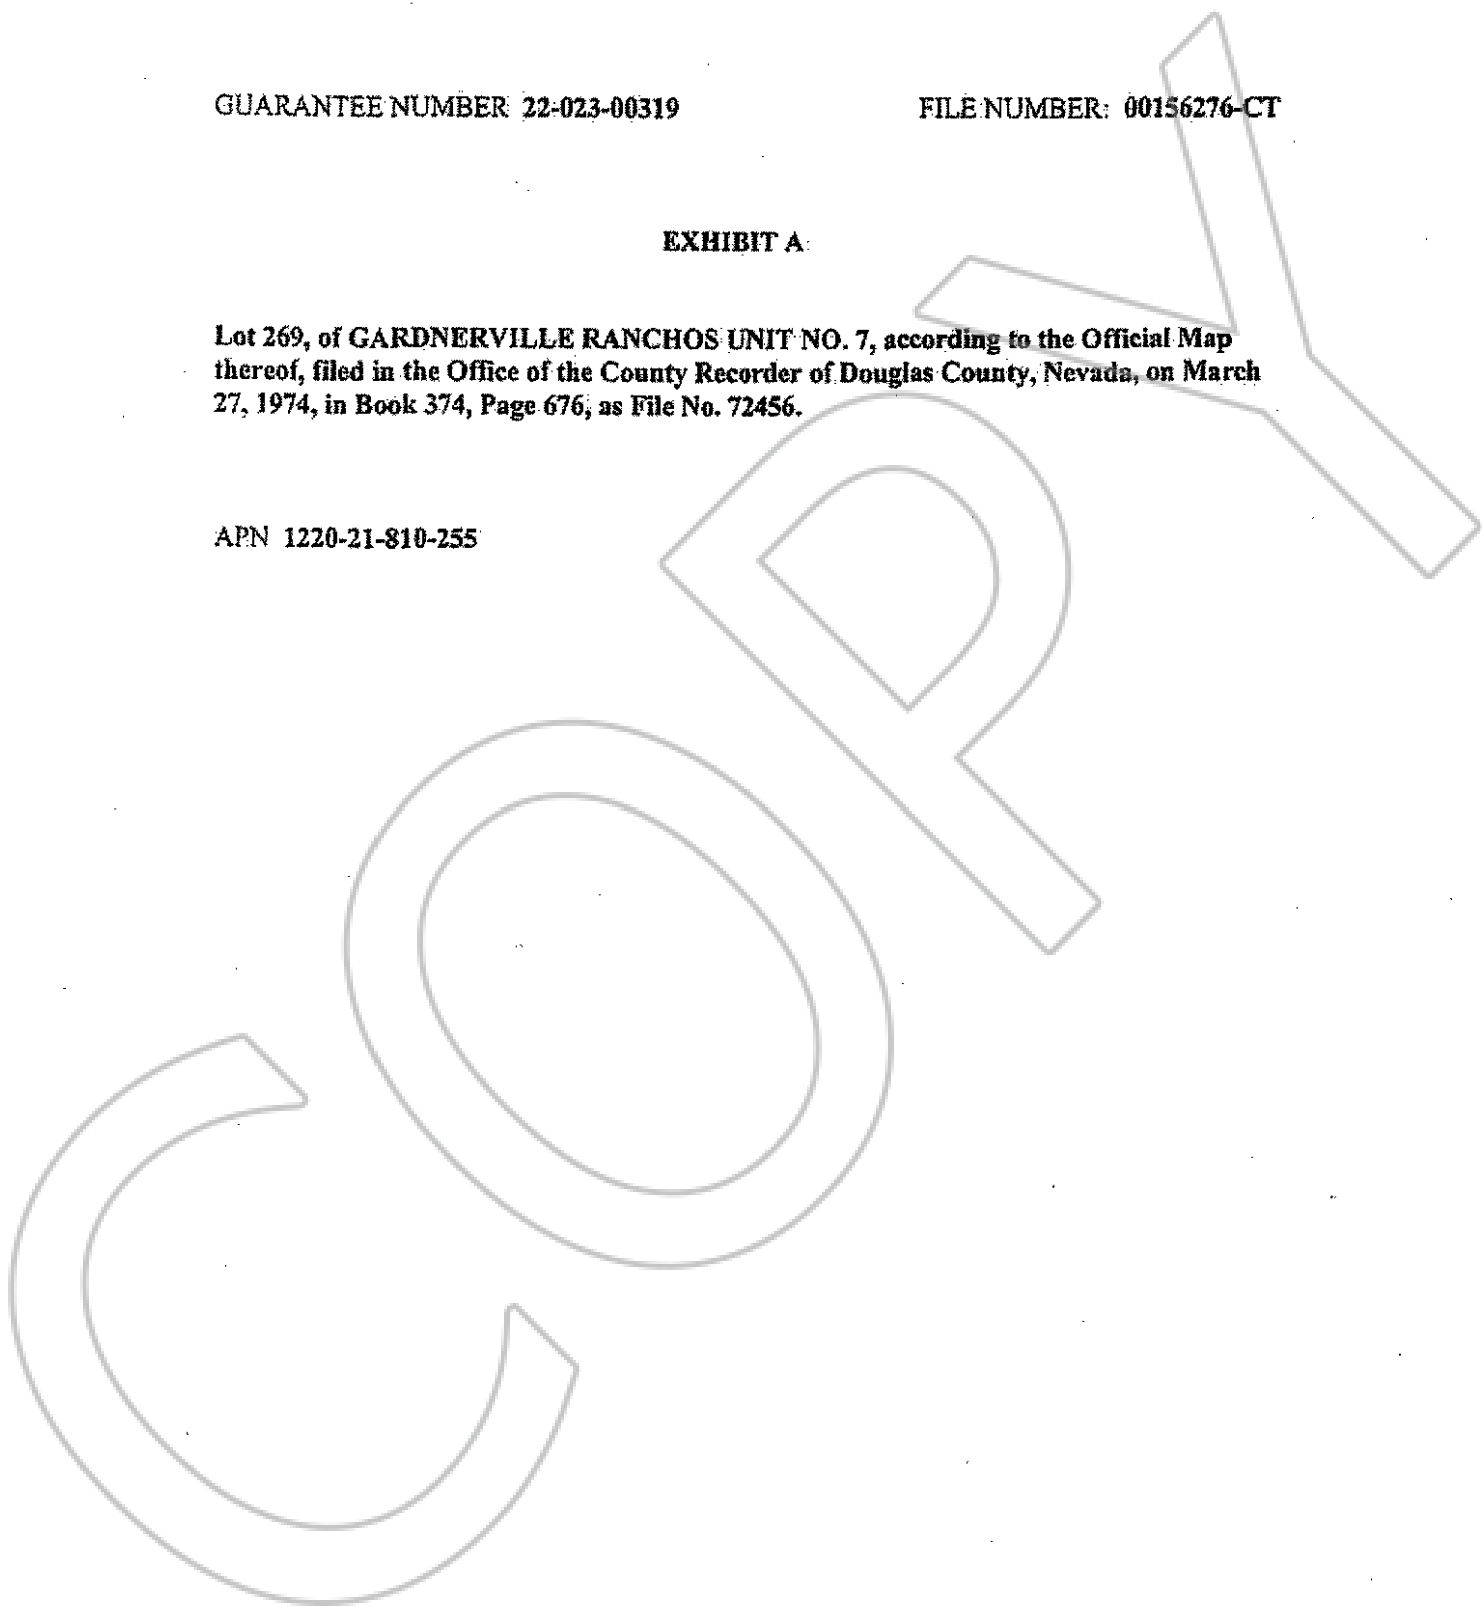 GUARANTEE NUMBER 22-023-00319 FILE NUMBER: 00156276-CT
EXHIBIT A
Lot 269, of GARDNERVILLE RANCHOS UNIT NO. 7, according to the Official Map
thereof, filed in the Office of the County Recorder of Douglas County, Nevada, on March
27, 1974, in Book 374, Page 676, as File No. 72456.
APN 1220-21-810-255
COPY